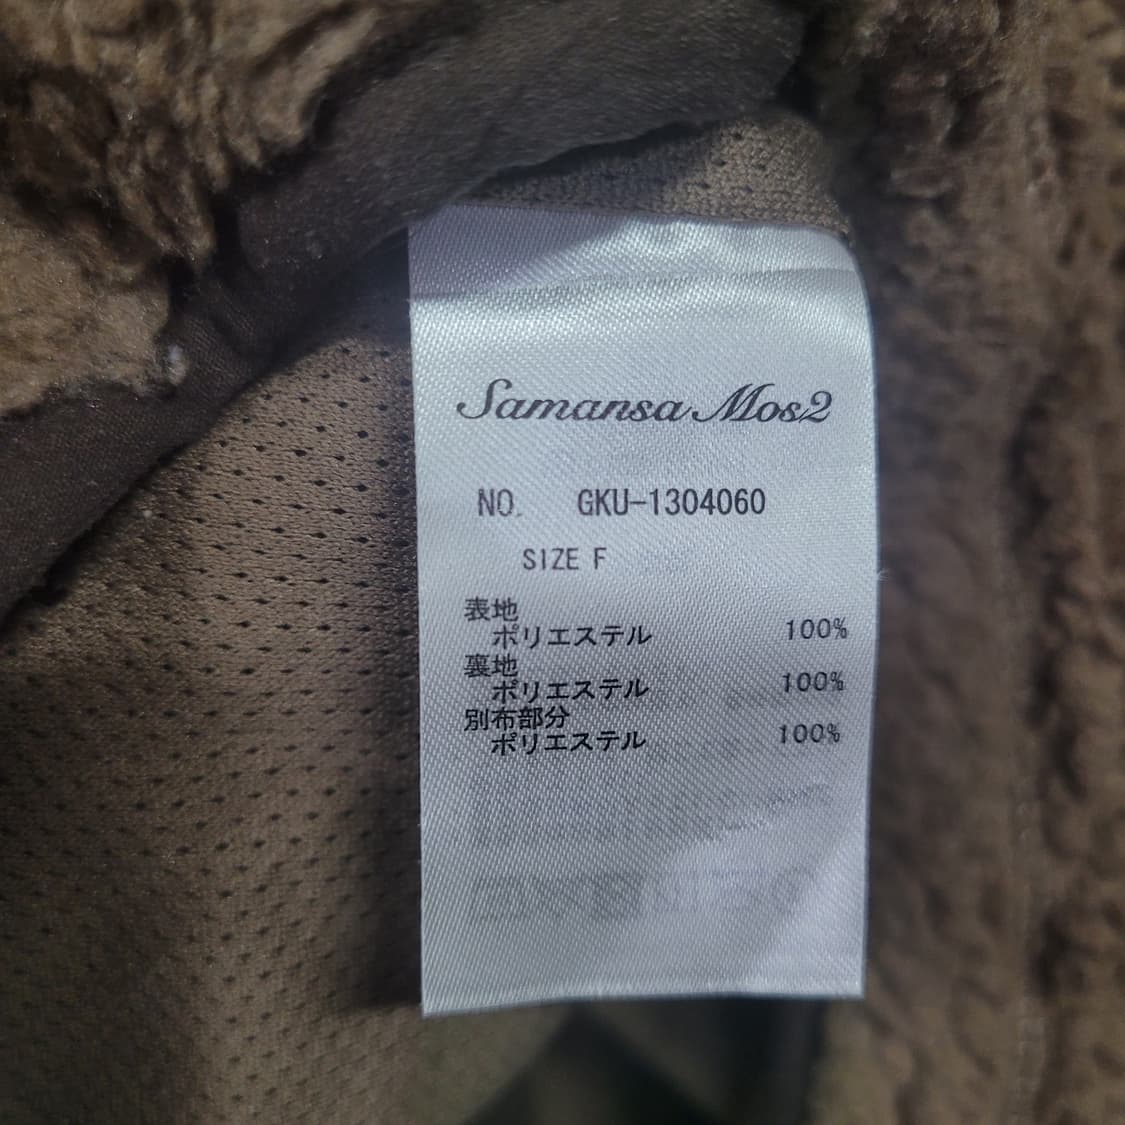 Samansa Mos2
NO. GKU-1304060
SIZE F
表地
ポリエステル 100%
裏地
ポリエステル 100%
別布部分
ポリエステル 100%